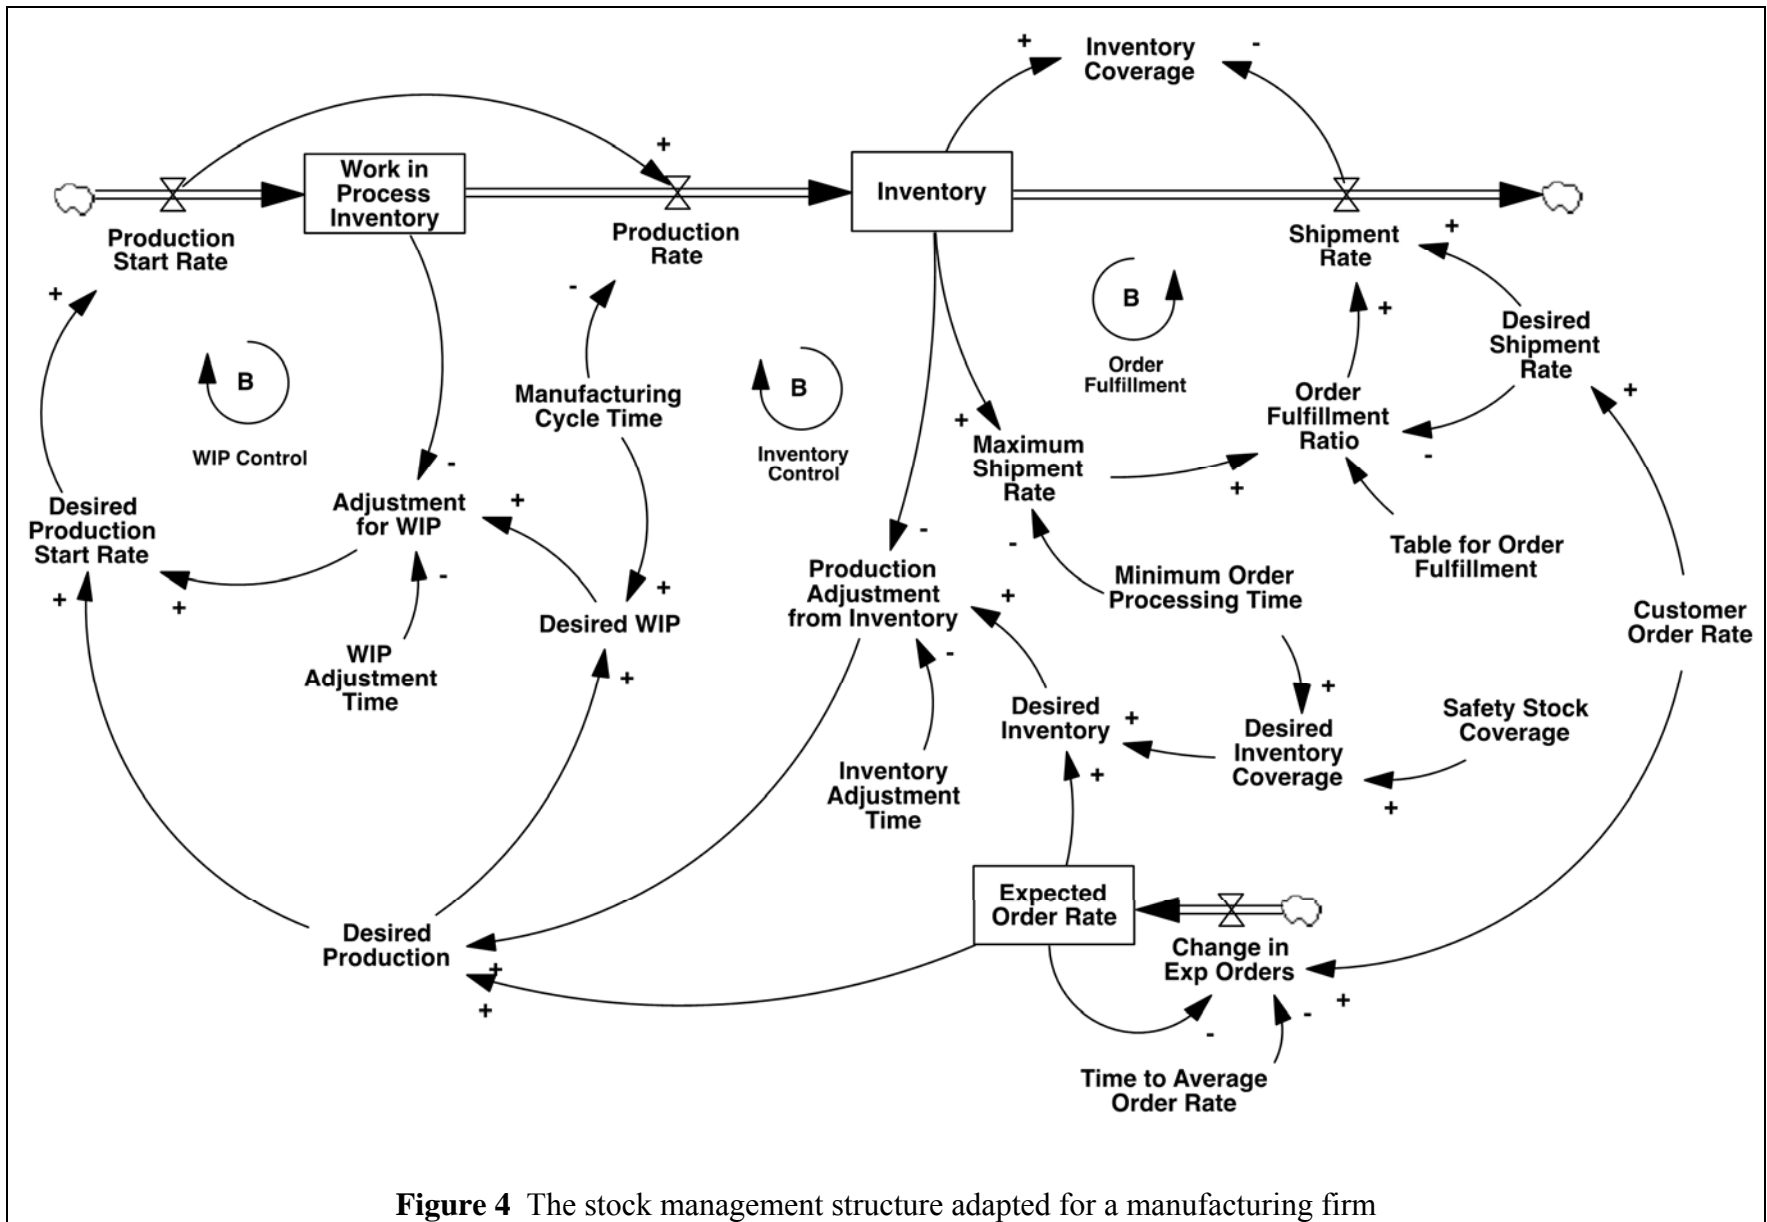 +
Inventory
Coverage
-
+
Work in
Process
Inventory
Inventory
Production
Start Rate
Production
Rate
Shipment
Rate
+
+
-
B
WIP Control
Manufacturing
Cycle Time
B
Inventory
Control
B
Order
Fulfillment
+
Desired
Shipment
Rate
+
Order
Fulfillment
Ratio
-
+
Maximum
Shipment
Rate
+
-
Desired
Production
Start Rate
+
+
Adjustment
for WIP
+
-
WIP
Adjustment
Time
+
Desired WIP
+
-
Production
Adjustment
from Inventory
+
-
-
Minimum Order
Processing Time
Table for Order
Fulfillment
Customer
Order Rate
+
Desired
Inventory
+
+
Desired
Inventory
Coverage
Safety Stock
Coverage
+
Inventory
Adjustment
Time
Expected
Order Rate
Change in
Exp Orders
+
-
-
Desired
Production
+
+
Time to Average
Order Rate
Figure 4 The stock management structure adapted for a manufacturing firm